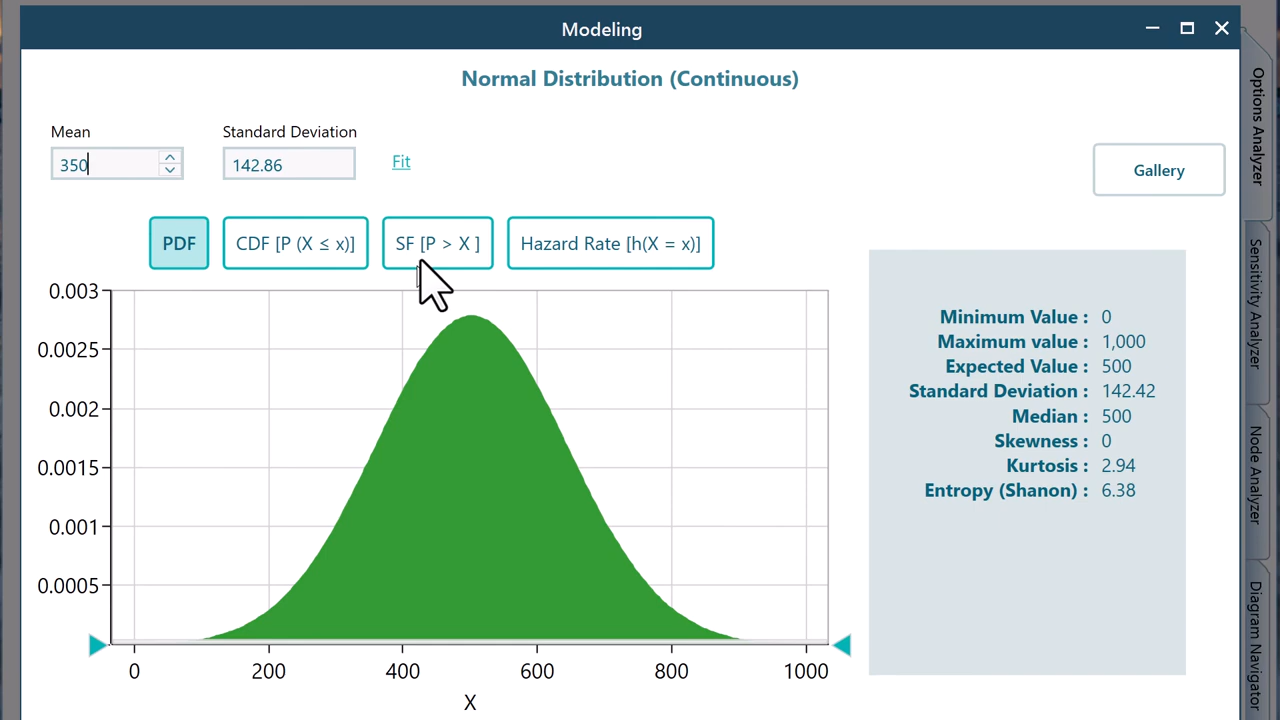 Modeling
Normal Distribution (Continuous)
Mean
Standard Deviation
350
142.86
Fit
Gallery
PDF
CDF [P (X ≤ x)]
SF [P > X ]
Hazard Rate [h(X = x)]
0.003
0.0025
0.002
0.0015
0.001
0.0005
0
200
400
600
800
1000
X
Minimum Value : 0
Maximum value : 1,000
Expected Value : 500
Standard Deviation : 142.42
Median : 500
Skewness : 0
Kurtosis : 2.94
Entropy (Shanon) : 6.38
Options Analyzer
Sensitivity Analyzer
Node Analyzer
Diagram Navigator